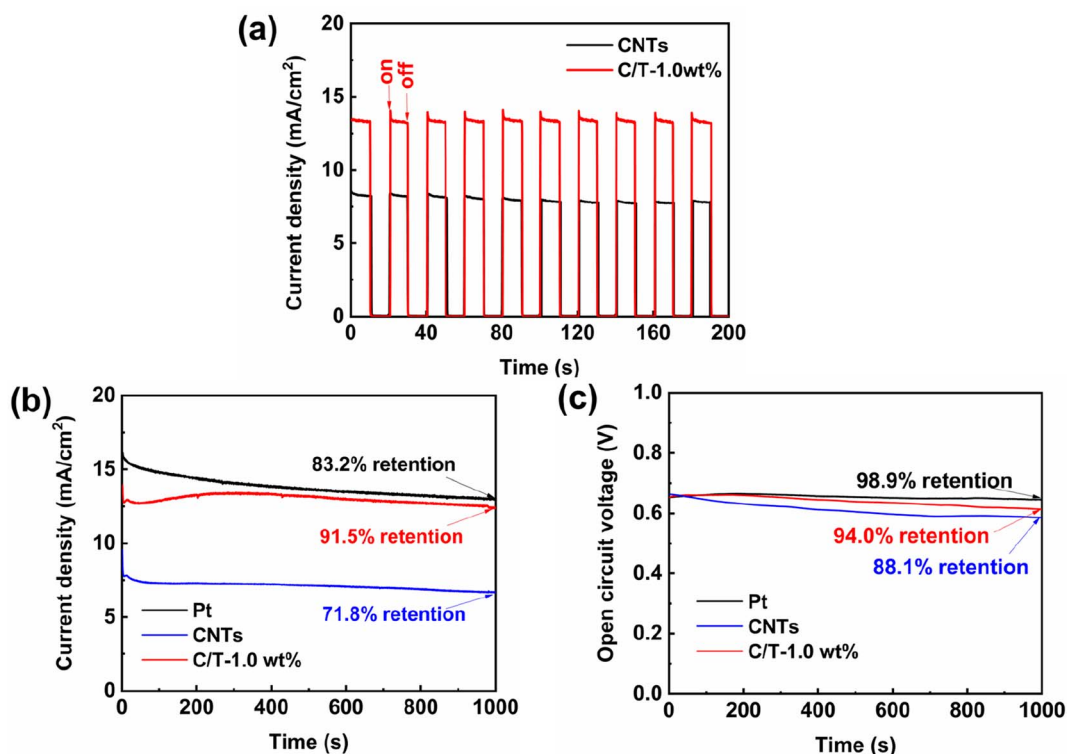 (a)
20
15
10
5
0
Current density (mA/cm²)
CNTs
C/T-1.0wt%
on
off
0 40 80 120 160 200
Time (s)
(b)
20
15
10
5
0
Current density (mA/cm²)
83.2% retention
91.5% retention
71.8% retention
Pt
CNTs
C/T-1.0 wt%
0 200 400 600 800 1000
Time (s)
(c)
1.0
0.8
0.6
0.4
0.2
0.0
Open circuit voltage (V)
98.9% retention
94.0% retention
88.1% retention
Pt
CNTs
C/T-1.0 wt%
0 200 400 600 800 1000
Time (s)